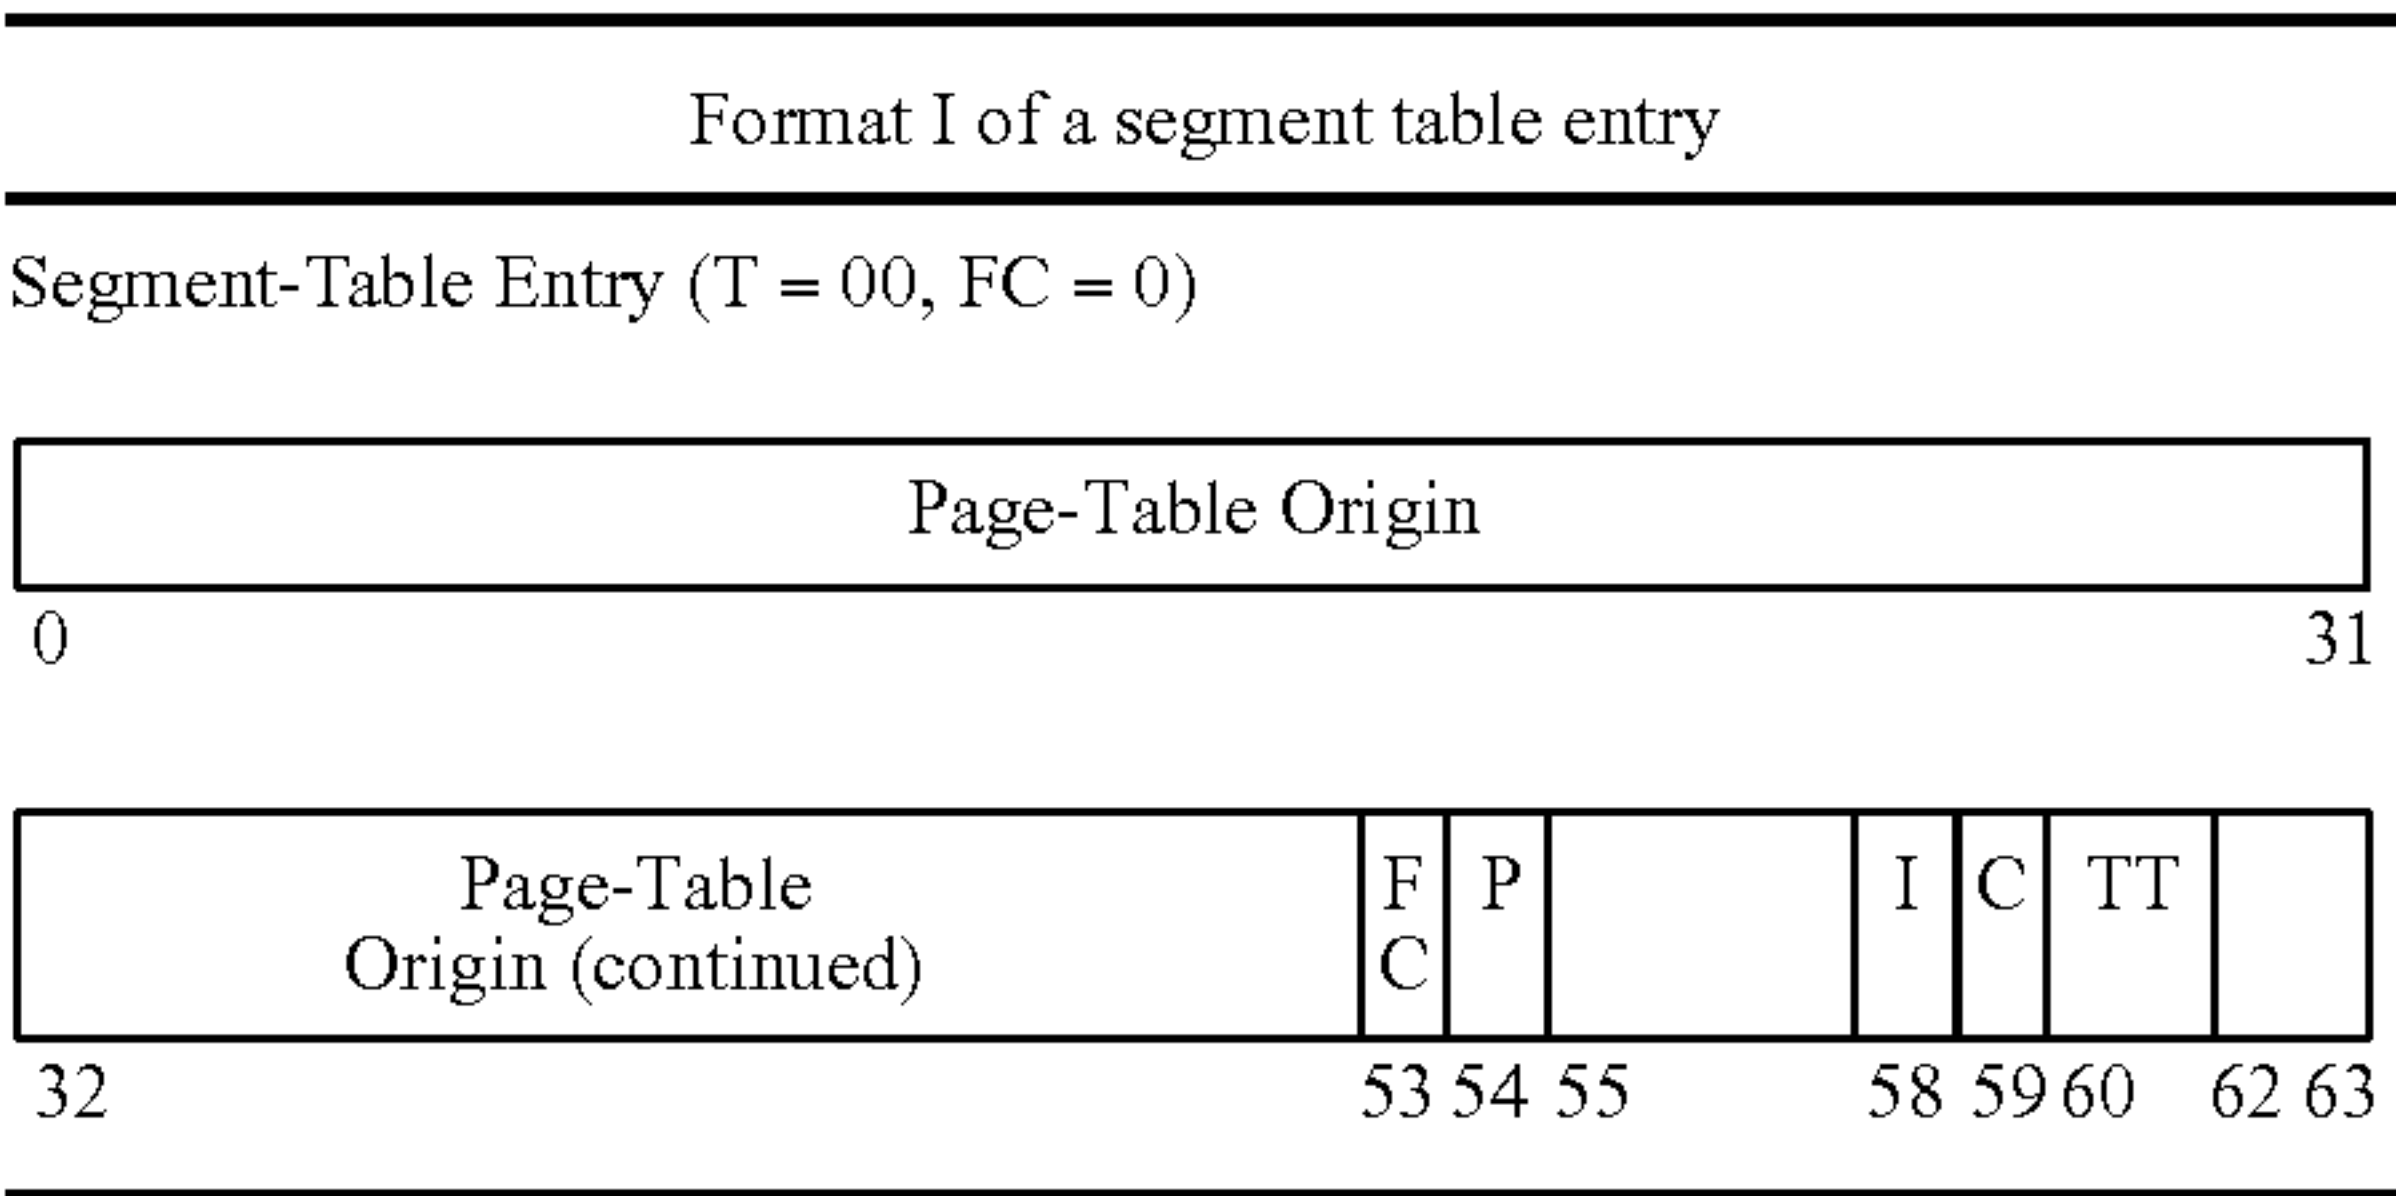 Format I of a segment table entry
Segment-Table Entry (T = 00, FC = 0)
Page-Table Origin
0 31
Page-Table
Origin (continued)
F
C
P
I
C
TT
32 53 54 55 58 59 60 62 63